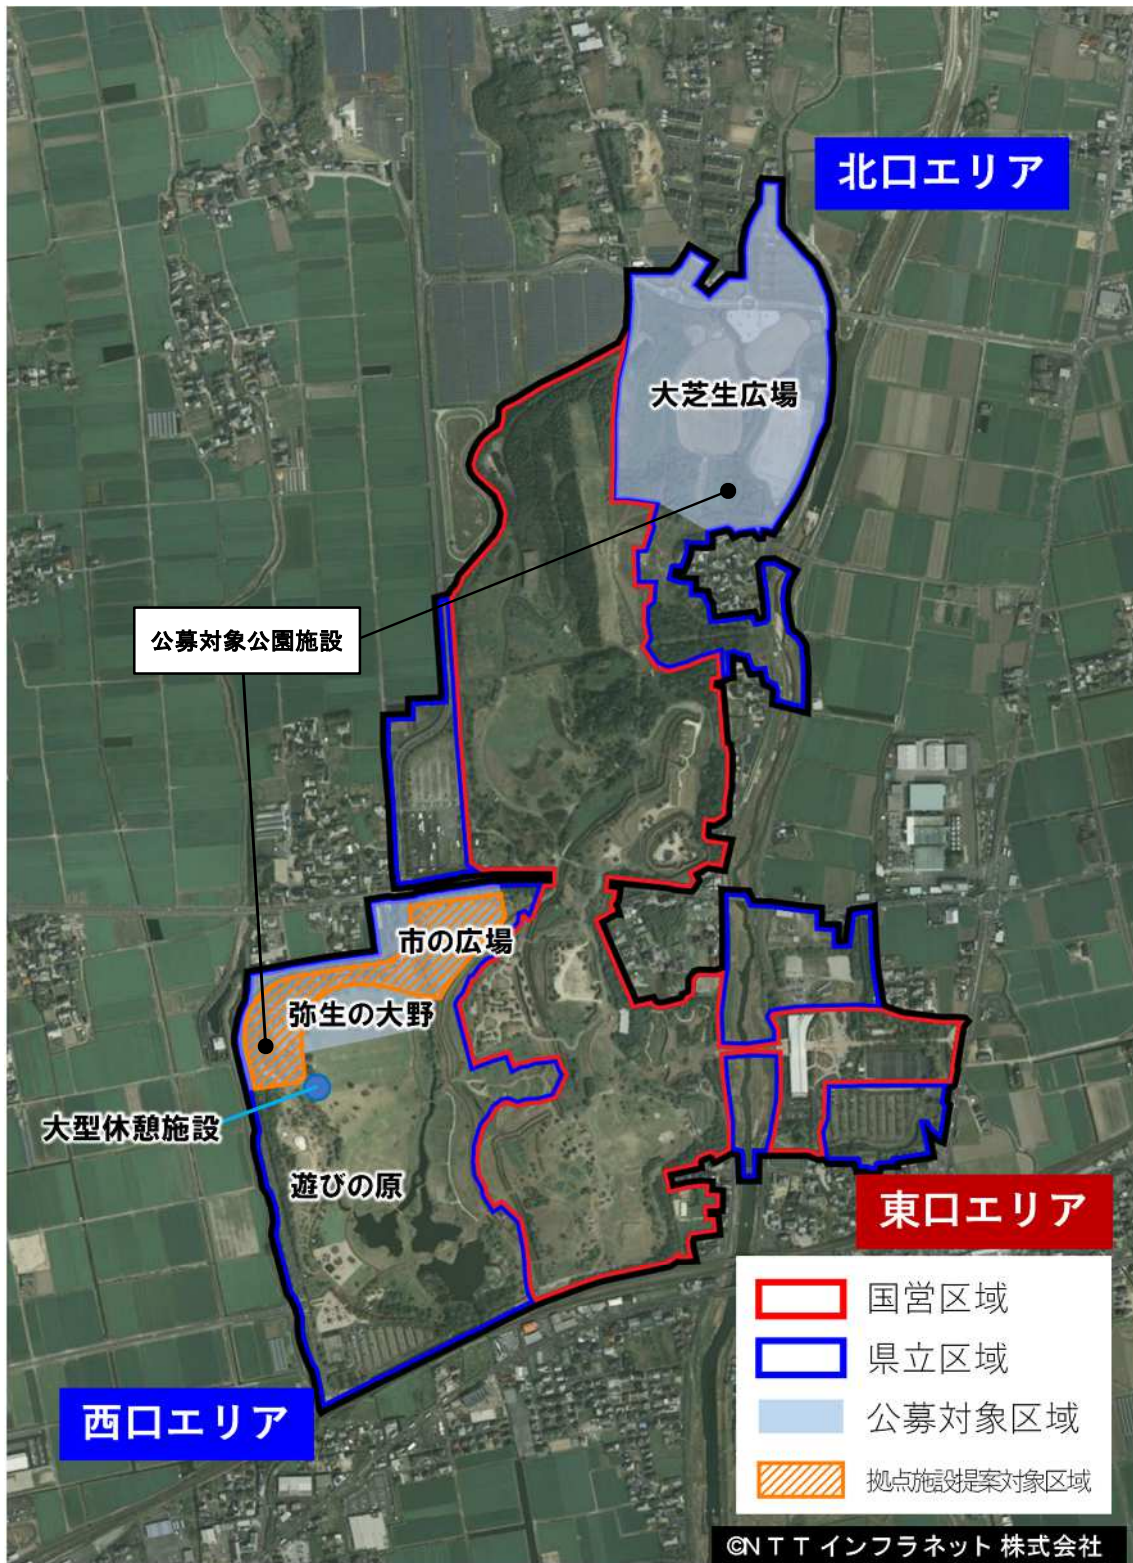 北口エリア
大芝生広場
公募対象公園施設
市の広場
弥生の大野
大型休憩施設
遊びの原
東口エリア
西口エリア
国営区域
県立区域
公募対象区域
拠点施設提案対象区域
©NTTインフラネット株式会社